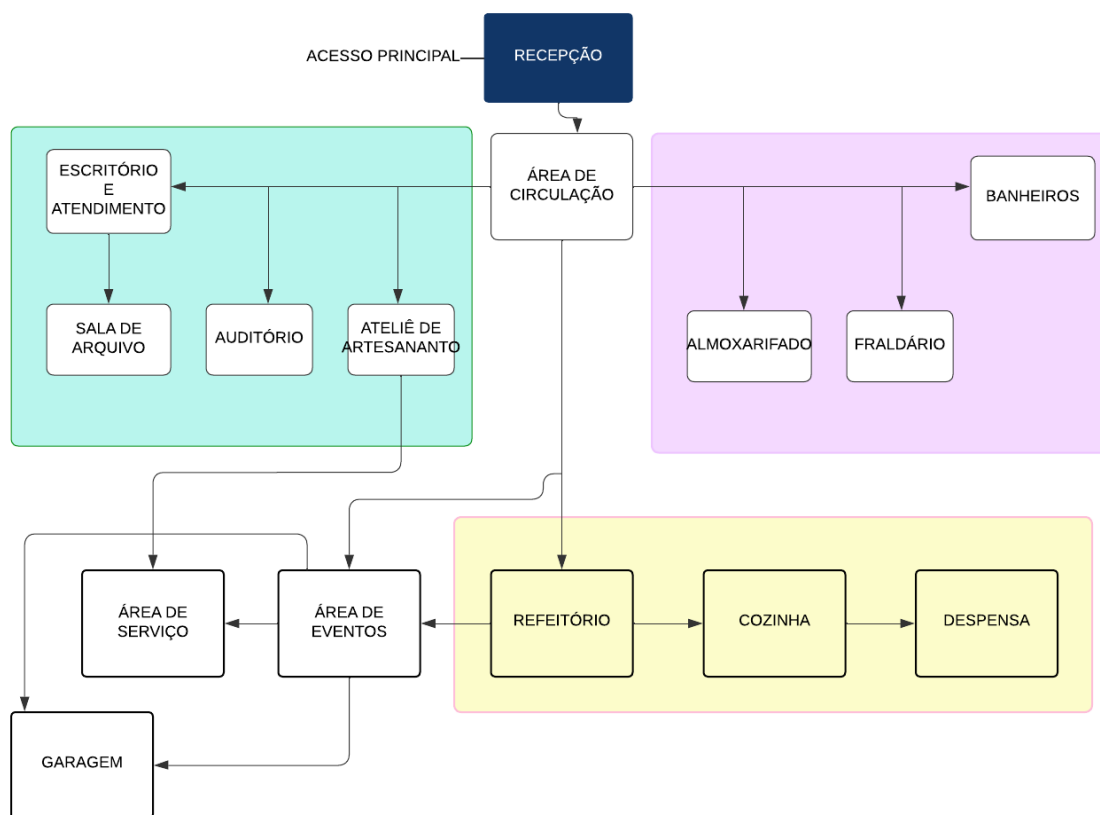 ACESSO PRINCIPAL
RECEPÇÃO
ESCRITÓRIO
E
ATENDIMENTO
ÁREA DE
CIRCULAÇÃO
BANHEIROS
SALA DE
ARQUIVO
AUDITÓRIO
ATELIÊ DE
ARTESANANTO
ALMOXARIFADO
FRALDÁRIO
ÁREA DE
SERVIÇO
ÁREA DE
EVENTOS
REFEITÓRIO
COZINHA
DESPENSA
GARAGEM